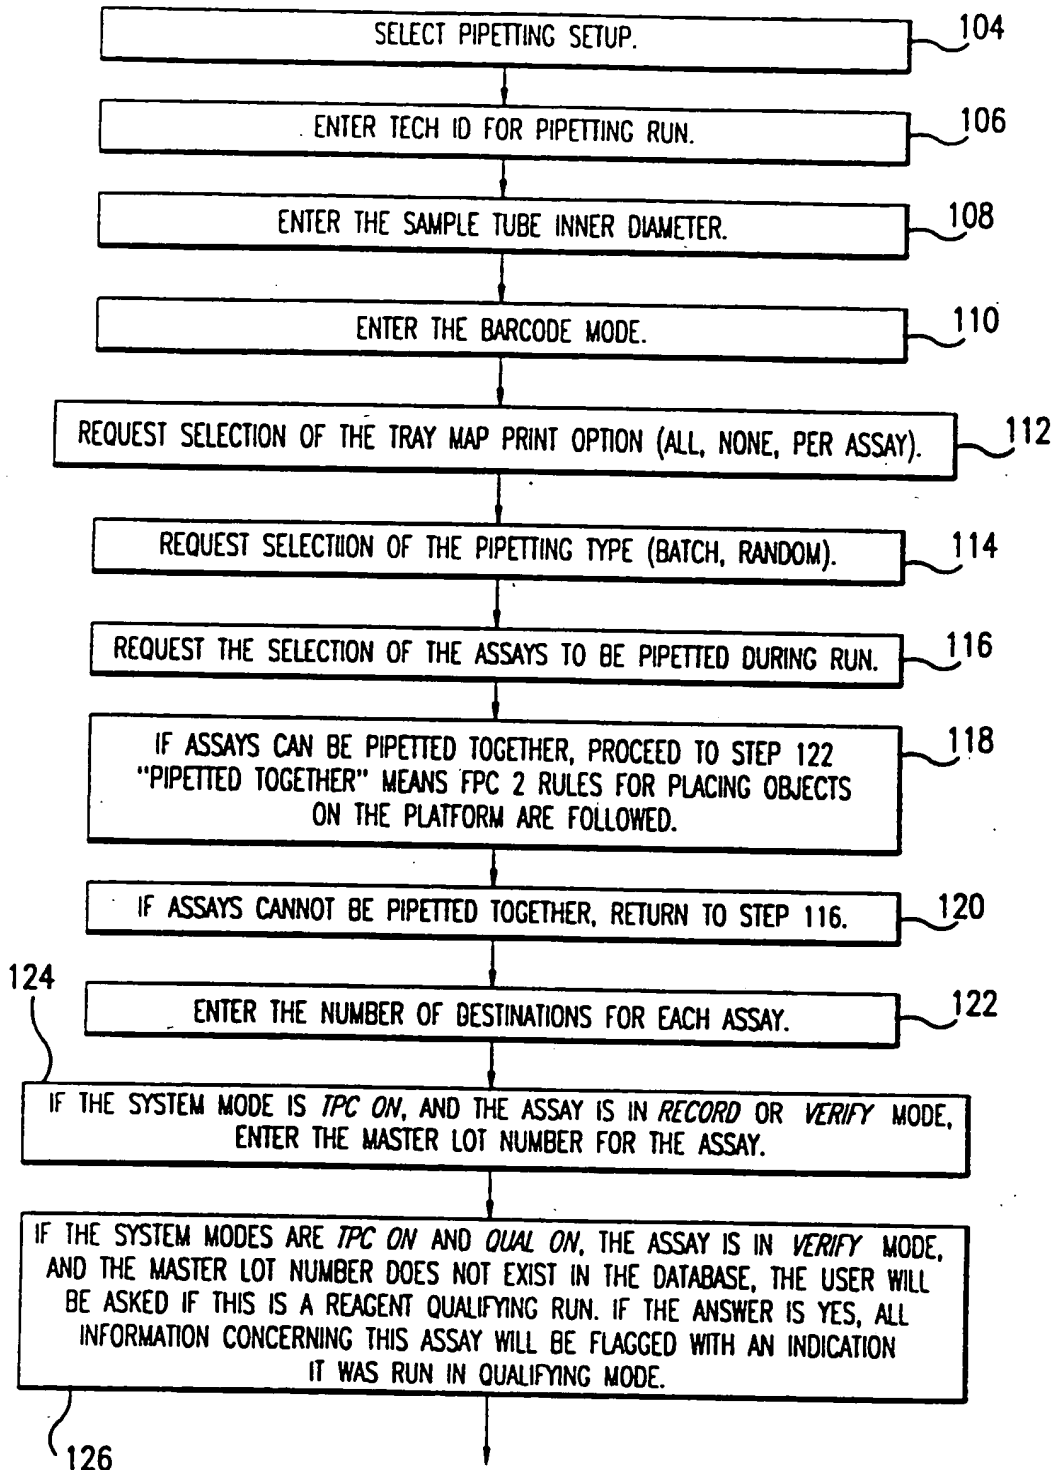 SELECT PIPETTING SETUP.
104
ENTER TECH ID FOR PIPETTING RUN.
106
ENTER THE SAMPLE TUBE INNER DIAMETER.
108
ENTER THE BARCODE MODE.
110
REQUEST SELECTION OF THE TRAY MAP PRINT OPTION (ALL, NONE, PER ASSAY).
112
REQUEST SELECTIION OF THE PIPETTING TYPE (BATCH, RANDOM).
114
REQUEST THE SELECTION OF THE ASSAYS TO BE PIPETTED DURING RUN.
116
IF ASSAYS CAN BE PIPETTED TOGETHER, PROCEED TO STEP 122
"PIPETTED TOGETHER" MEANS FPC 2 RULES FOR PLACING OBJECTS
ON THE PLATFORM ARE FOLLOWED.
118
IF ASSAYS CANNOT BE PIPETTED TOGETHER, RETURN TO STEP 116.
120
ENTER THE NUMBER OF DESTINATIONS FOR EACH ASSAY.
122
124
IF THE SYSTEM MODE IS TPC ON, AND THE ASSAY IS IN RECORD OR VERIFY MODE,
ENTER THE MASTER LOT NUMBER FOR THE ASSAY.
IF THE SYSTEM MODES ARE TPC ON AND QUAL ON, THE ASSAY IS IN VERIFY MODE,
AND THE MASTER LOT NUMBER DOES NOT EXIST IN THE DATABASE, THE USER WILL
BE ASKED IF THIS IS A REAGENT QUALIFYING RUN. IF THE ANSWER IS YES, ALL
INFORMATION CONCERNING THIS ASSAY WILL BE FLAGGED WITH AN INDICATION
IT WAS RUN IN QUALIFYING MODE.
126